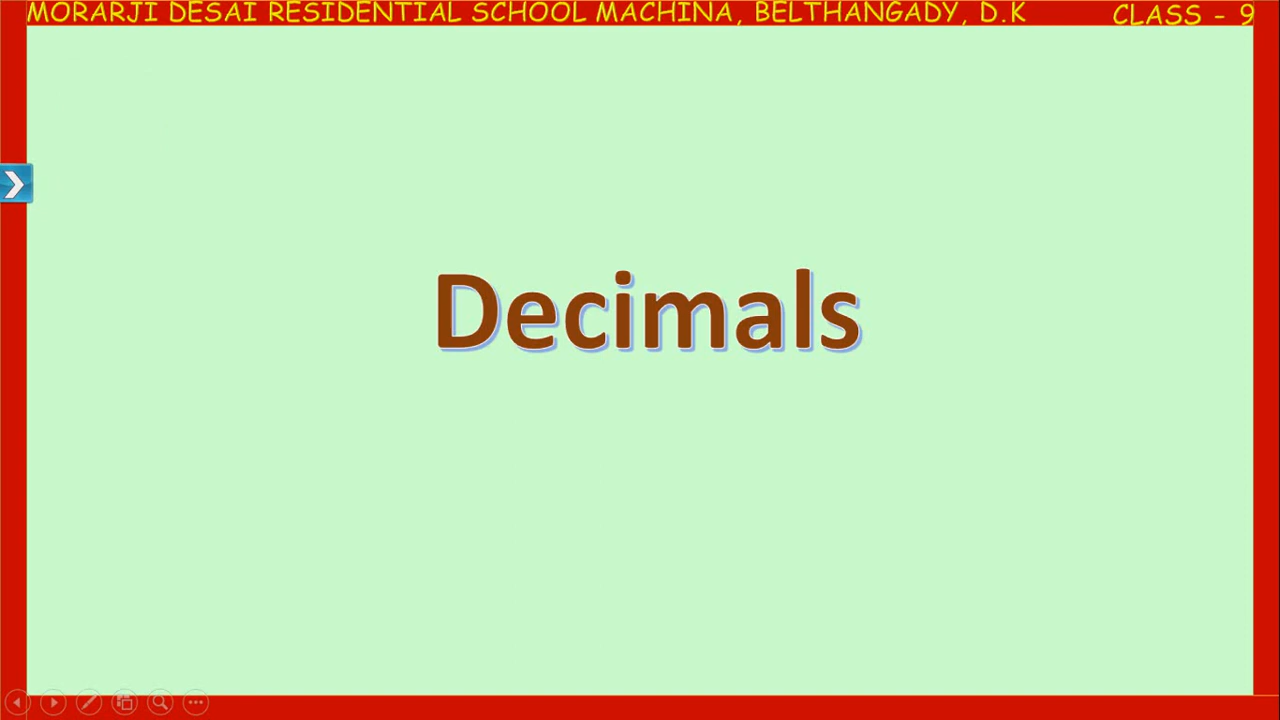 MORARJI DESAI RESIDENTIAL SCHOOL MACHINA, BELTHANGADY, D.K CLASS - 9
Decimals